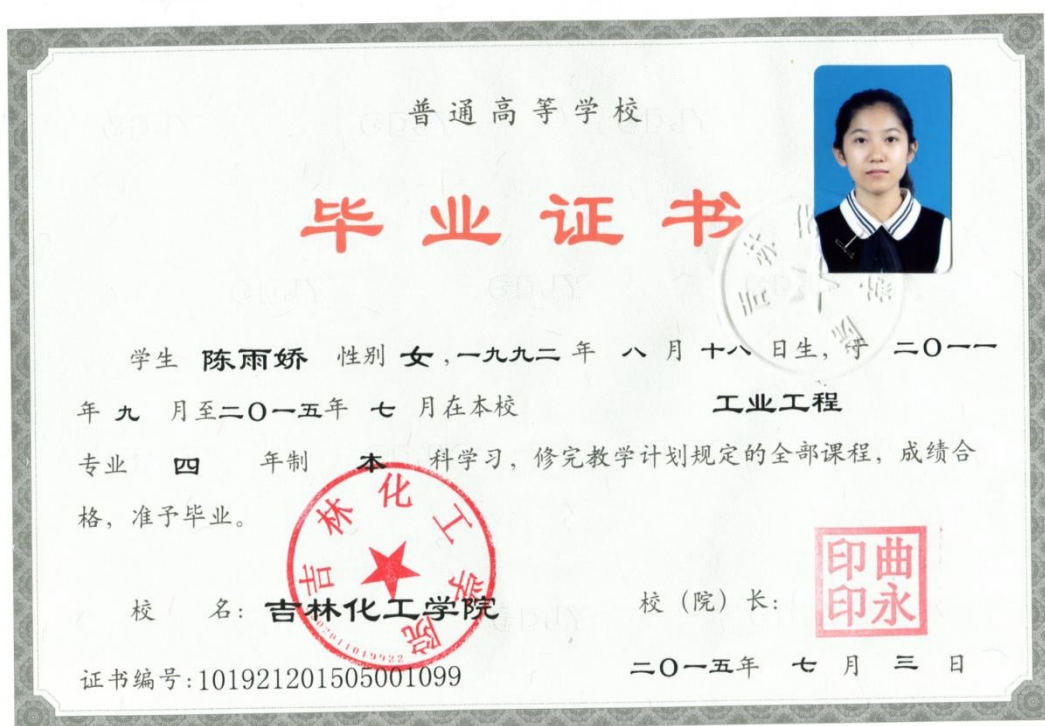 普通高等学校
毕业证书
学生 陈雨娇 性别 女,一九九二 年 八 月 十八 日生, 于 二〇一一
年 九 月至二〇一五年 七 月在本校 工业工程
专业 四 年制 本 科学习, 修完教学计划规定的全部课程, 成绩合
格, 准予毕业。
吉林化工学院
校 名: 吉林化工学院
校 (院) 长:
曲永印印
证书编号:101921201505001099
二〇一五年 七 月 三 日